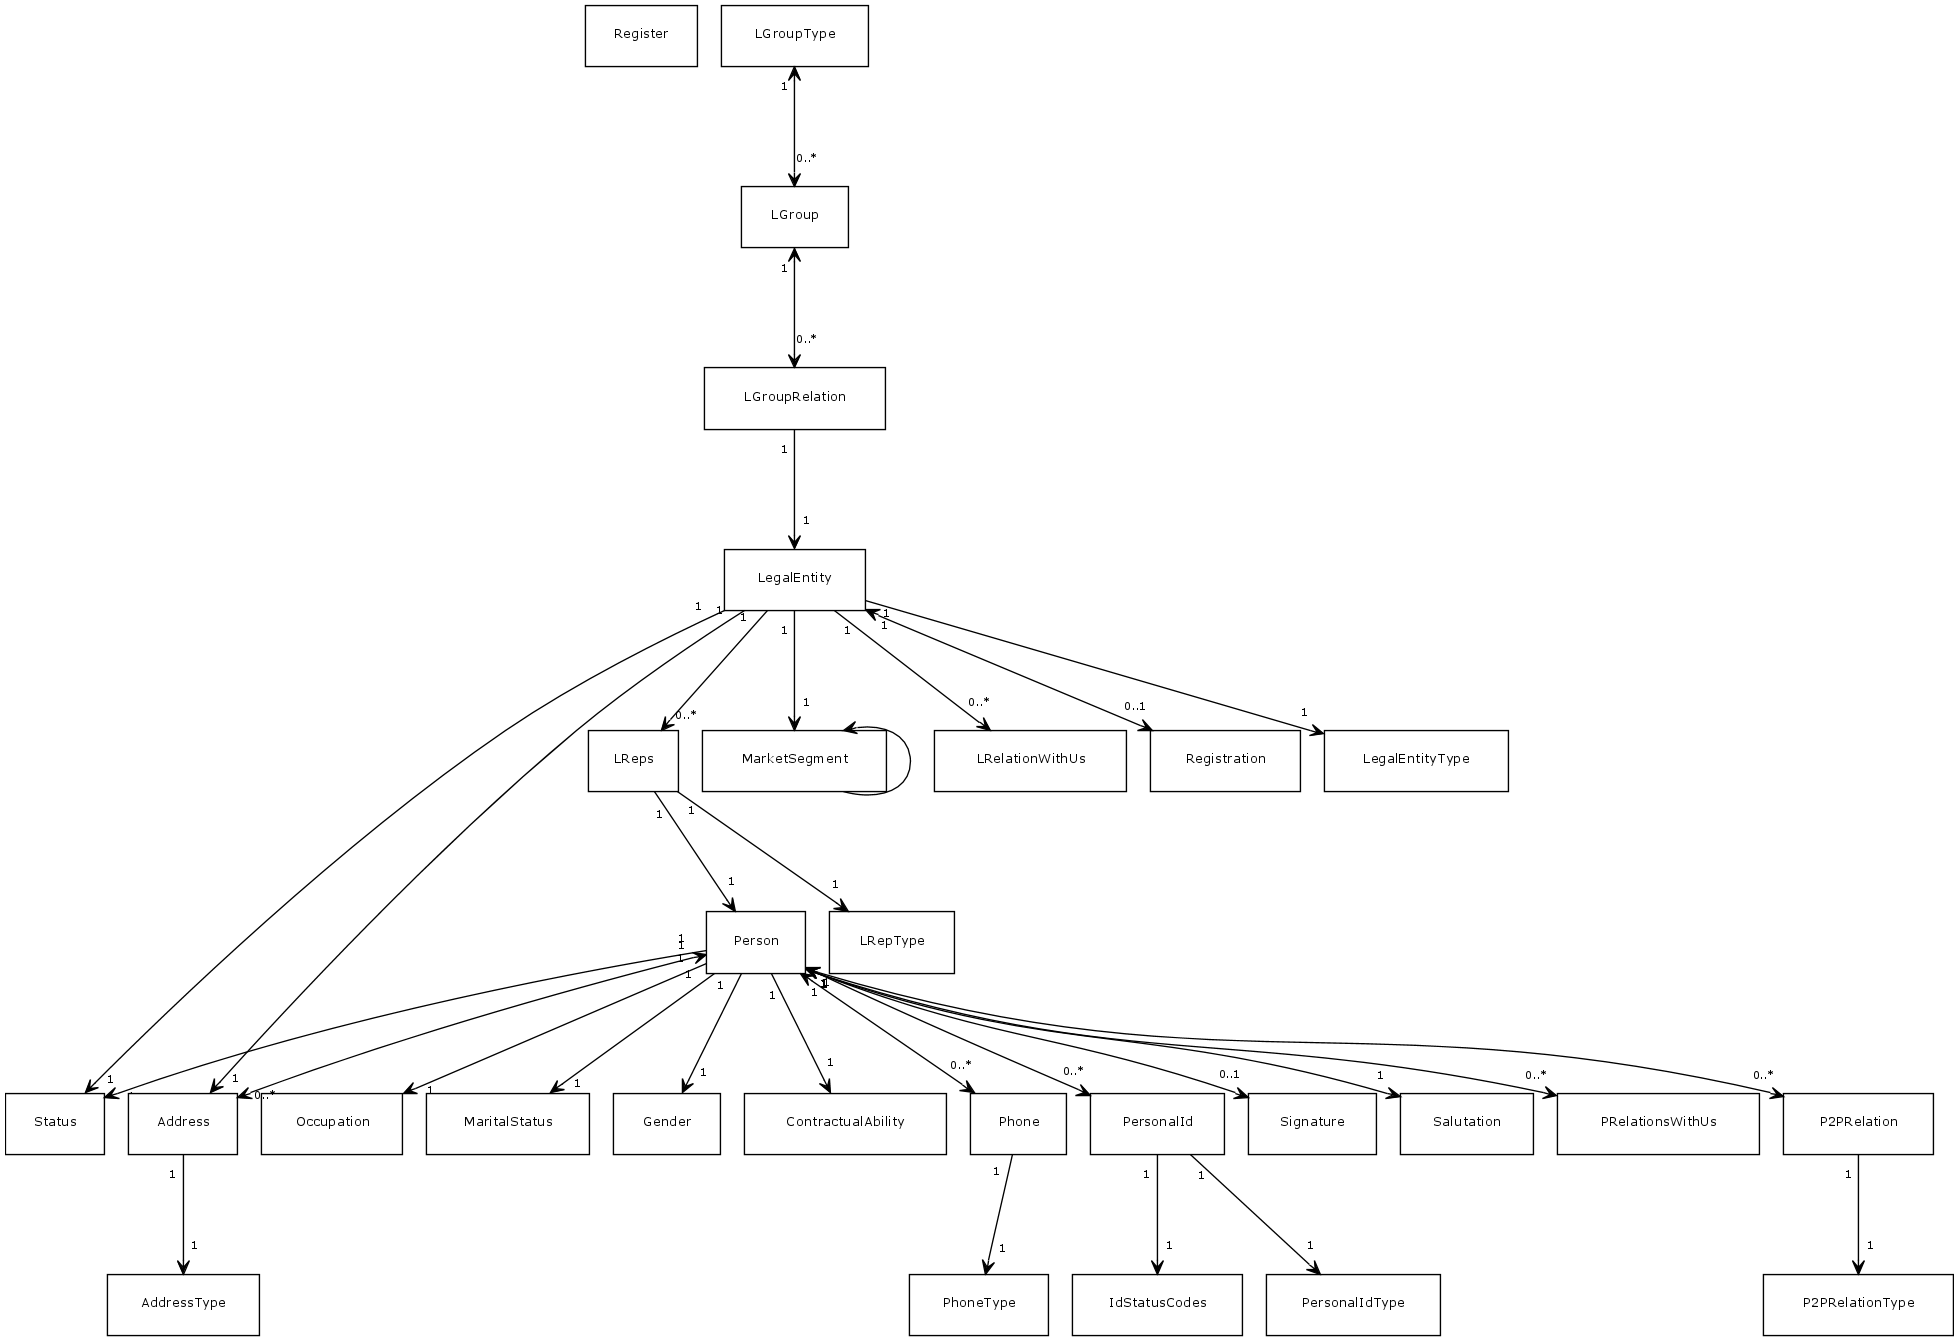 Register
LGroupType
1
0..*
LGroup
1
0..*
LGroupRelation
1
1
LegalEntity
1
1
1
1
1
1
1
0..*
1
0..*
0..1
1
LReps
MarketSegment
LRelationWithUs
Registration
LegalEntityType
1
1
1
1
Person
LRepType
1
1
1
1
1
1
1
1
1
1
0..*
1
1
1
1
0..*
0..*
0..1
1
0..*
0..*
Status
Address
Occupation
MaritalStatus
Gender
ContractualAbility
Phone
PersonalId
Signature
Salutation
PRelationsWithUs
P2PRelation
1
1
1
1
1
1
1
1
1
1
AddressType
PhoneType
IdStatusCodes
PersonalIdType
P2PRelationType